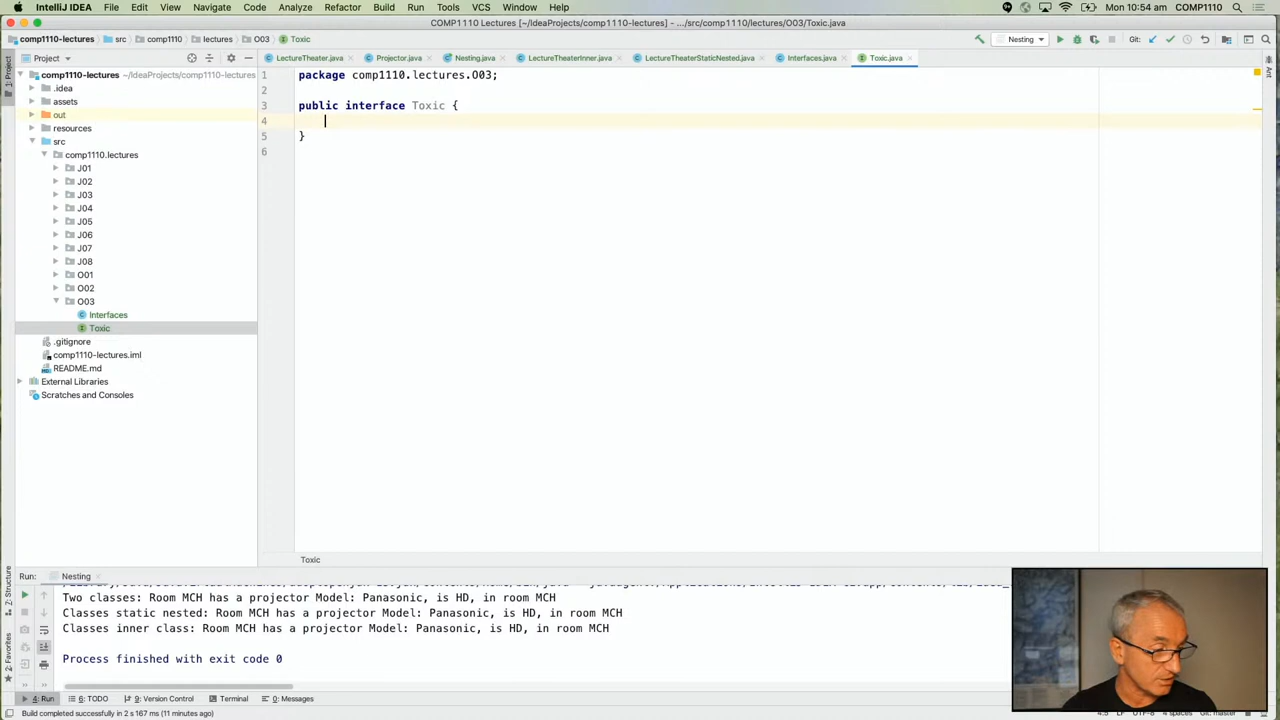 IntelliJ IDEA File Edit View Navigate Code Analyze Refactor Build Run Tools VCS Window Help Mon 10:54 am COMP1110
COMP1110 Lectures [~/IdeaProjects/comp1110-lectures] - .../src/comp1110/lectures/O03/Toxic.java
comp1110-lectures src comp1110 lectures O03 Toxic Nesting Git:
Project LectureTheater.java Projector.java Nesting.java LectureTheaterInner.java LectureTheaterStaticNested.java Interfaces.java Toxic.java
1: Project
Ant
comp1110-lectures ~/IdeaProjects/comp1110-lectures
.idea
assets
out
resources
src
comp1110.lectures
J01
J02
J03
J04
J05
J06
J07
J08
O01
O02
O03
Interfaces
Toxic
.gitignore
comp1110-lectures.iml
README.md
External Libraries
Scratches and Consoles
1 package comp1110.lectures.O03;
2
3 public interface Toxic {
4
5 }
6
Toxic
Z: Structure
2: Favorites
Run: Nesting
Two classes: Room MCH has a projector Model: Panasonic, is HD, in room MCH
Classes static nested: Room MCH has a projector Model: Panasonic, is HD, in room MCH
Classes inner class: Room MCH has a projector Model: Panasonic, is HD, in room MCH
Process finished with exit code 0
4: Run 6: TODO 9: Version Control Terminal 0: Messages
Build completed successfully in 2 s 167 ms (11 minutes ago)